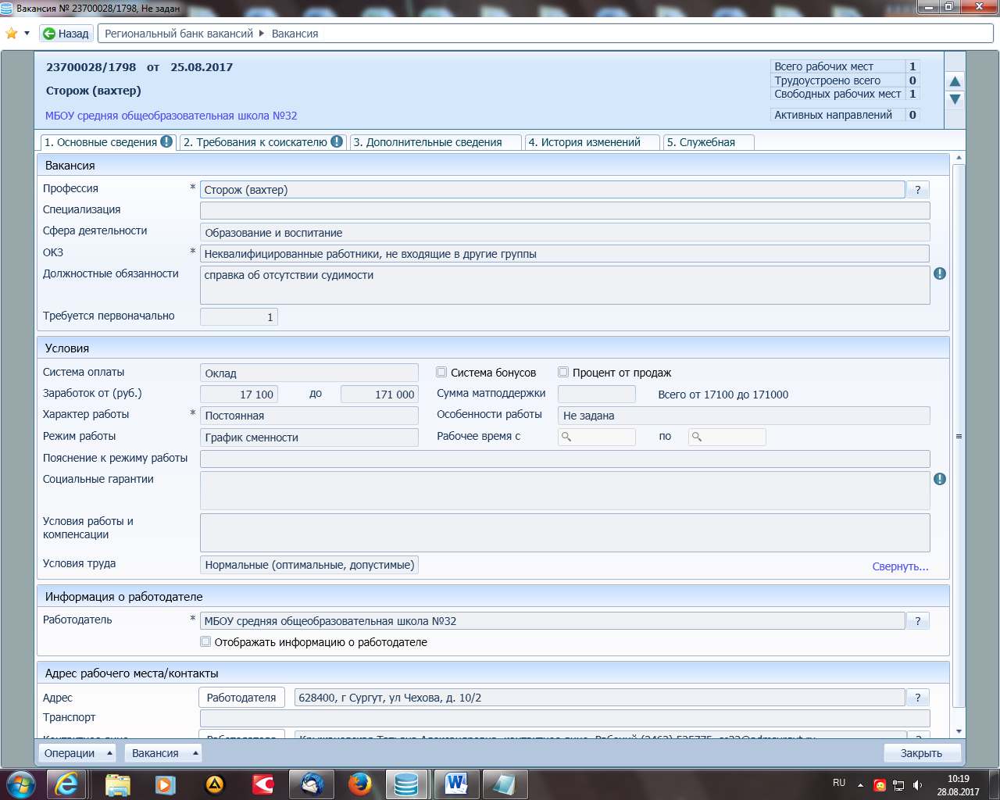 Вакансия № 23700028/1798, Не задан
Назад
Региональный банк вакансий
Вакансия
23700028/1798 от 25.08.2017
Сторож (вахтер)
МБОУ средняя общеобразовательная школа №32
Всего рабочих мест 1
Трудоустроено всего 0
Свободных рабочих мест 1
Активных направлений 0
1. Основные сведения
2. Требования к соискателю
3. Дополнительные сведения
4. История изменений
5. Служебная
Вакансия
Профессия * Сторож (вахтер) ?
Специализация
Сфера деятельности Образование и воспитание
ОКЗ * Неквалифицированные работники, не входящие в другие группы
Должностные обязанности справка об отсутствии судимости
Требуется первоначально 1
Условия
Система оплаты Оклад Система бонусов Процент от продаж
Заработок от (руб.) 17 100 до 171 000 Сумма матподдержки Всего от 17100 до 171000
Характер работы * Постоянная Особенности работы Не задана
Режим работы График сменности Рабочее время с по
Пояснение к режиму работы
Социальные гарантии
Условия работы и
компенсации
Условия труда Нормальные (оптимальные, допустимые)
Свернуть...
Информация о работодателе
Работодатель * МБОУ средняя общеобразовательная школа №32 ?
Отображать информацию о работодателе
Адрес рабочего места/контакты
Адрес Работодателя 628400, г Сургут, ул Чехова, д. 10/2 ?
Транспорт
Контактное лицо Работодателя
Операции Вакансия Закрыть
RU
10:19
28.08.2017